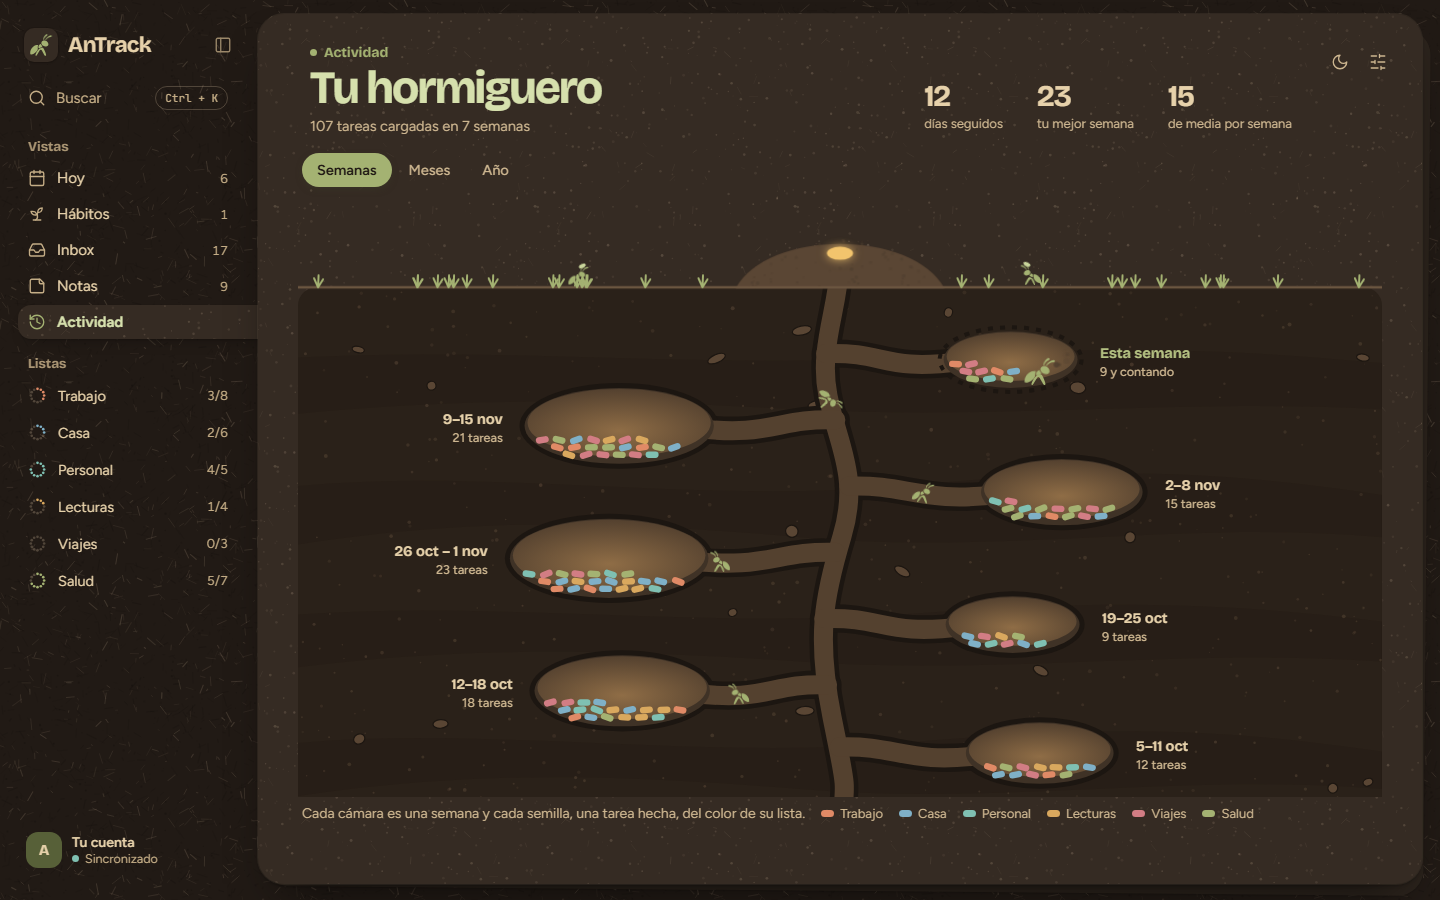 AnTrack
Buscar
Ctrl + K
Vistas
Hoy 6
Hábitos 1
Inbox 17
Notas 9
Actividad
Listas
Trabajo 3/8
Casa 2/6
Personal 4/5
Lecturas 1/4
Viajes 0/3
Salud 5/7
A
Tu cuenta
Sincronizado
Actividad
Tu hormiguero
107 tareas cargadas en 7 semanas
12
días seguidos
23
tu mejor semana
15
de media por semana
Semanas Meses Año
Esta semana
9 y contando
9–15 nov
21 tareas
2–8 nov
15 tareas
26 oct – 1 nov
23 tareas
19–25 oct
9 tareas
12–18 oct
18 tareas
5–11 oct
12 tareas
Cada cámara es una semana y cada semilla, una tarea hecha, del color de su lista. Trabajo Casa Personal Lecturas Viajes Salud